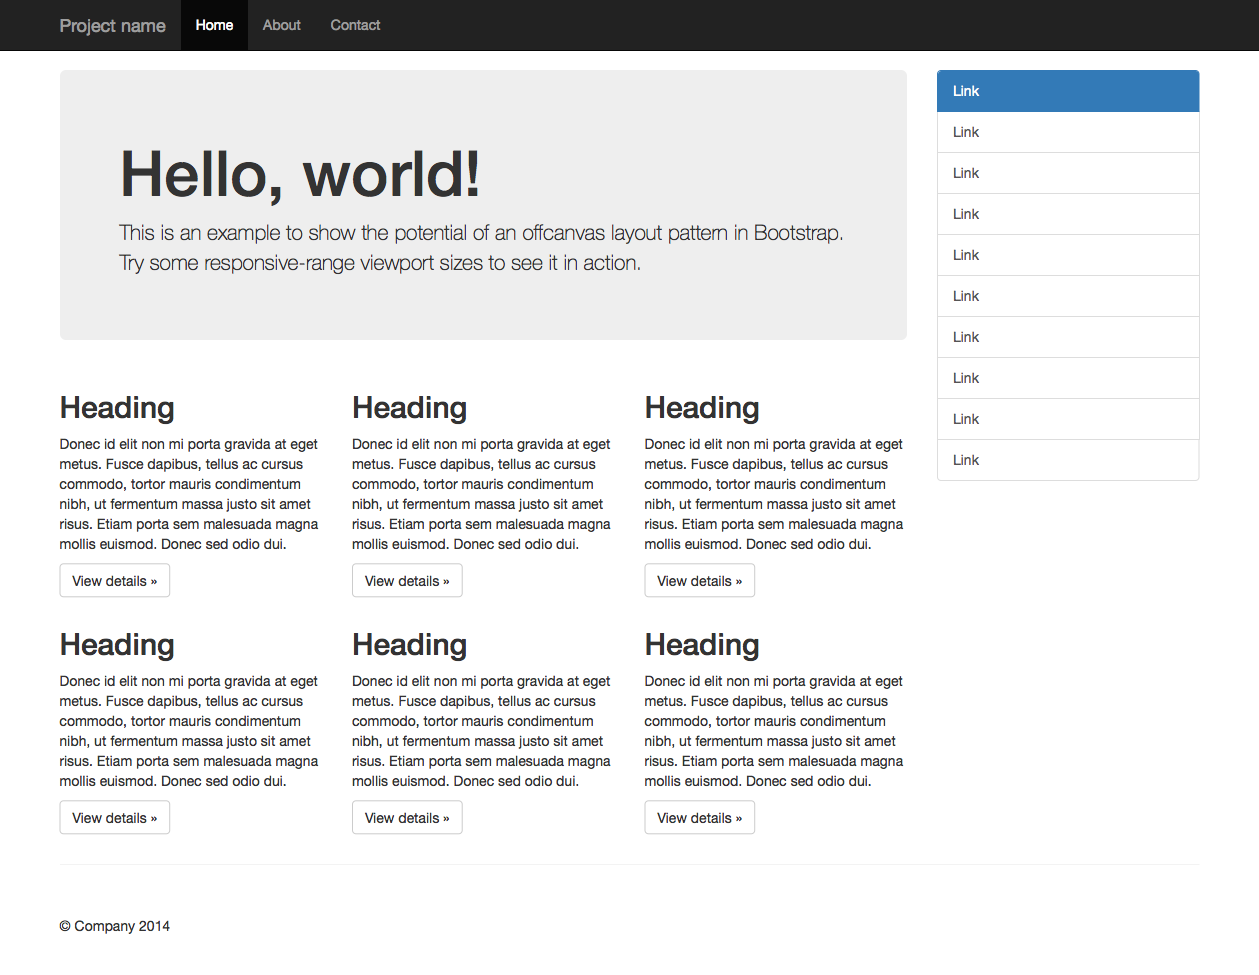 Project name
Home
About
Contact
Hello, world!
This is an example to show the potential of an offcanvas layout pattern in Bootstrap.
Try some responsive-range viewport sizes to see it in action.
Link
Link
Link
Link
Link
Link
Link
Link
Link
Link
Heading
Donec id elit non mi porta gravida at eget
metus. Fusce dapibus, tellus ac cursus
commodo, tortor mauris condimentum
nibh, ut fermentum massa justo sit amet
risus. Etiam porta sem malesuada magna
mollis euismod. Donec sed odio dui.
View details »
Heading
Donec id elit non mi porta gravida at eget
metus. Fusce dapibus, tellus ac cursus
commodo, tortor mauris condimentum
nibh, ut fermentum massa justo sit amet
risus. Etiam porta sem malesuada magna
mollis euismod. Donec sed odio dui.
View details »
Heading
Donec id elit non mi porta gravida at eget
metus. Fusce dapibus, tellus ac cursus
commodo, tortor mauris condimentum
nibh, ut fermentum massa justo sit amet
risus. Etiam porta sem malesuada magna
mollis euismod. Donec sed odio dui.
View details »
Heading
Donec id elit non mi porta gravida at eget
metus. Fusce dapibus, tellus ac cursus
commodo, tortor mauris condimentum
nibh, ut fermentum massa justo sit amet
risus. Etiam porta sem malesuada magna
mollis euismod. Donec sed odio dui.
View details »
Heading
Donec id elit non mi porta gravida at eget
metus. Fusce dapibus, tellus ac cursus
commodo, tortor mauris condimentum
nibh, ut fermentum massa justo sit amet
risus. Etiam porta sem malesuada magna
mollis euismod. Donec sed odio dui.
View details »
Heading
Donec id elit non mi porta gravida at eget
metus. Fusce dapibus, tellus ac cursus
commodo, tortor mauris condimentum
nibh, ut fermentum massa justo sit amet
risus. Etiam porta sem malesuada magna
mollis euismod. Donec sed odio dui.
View details »
© Company 2014